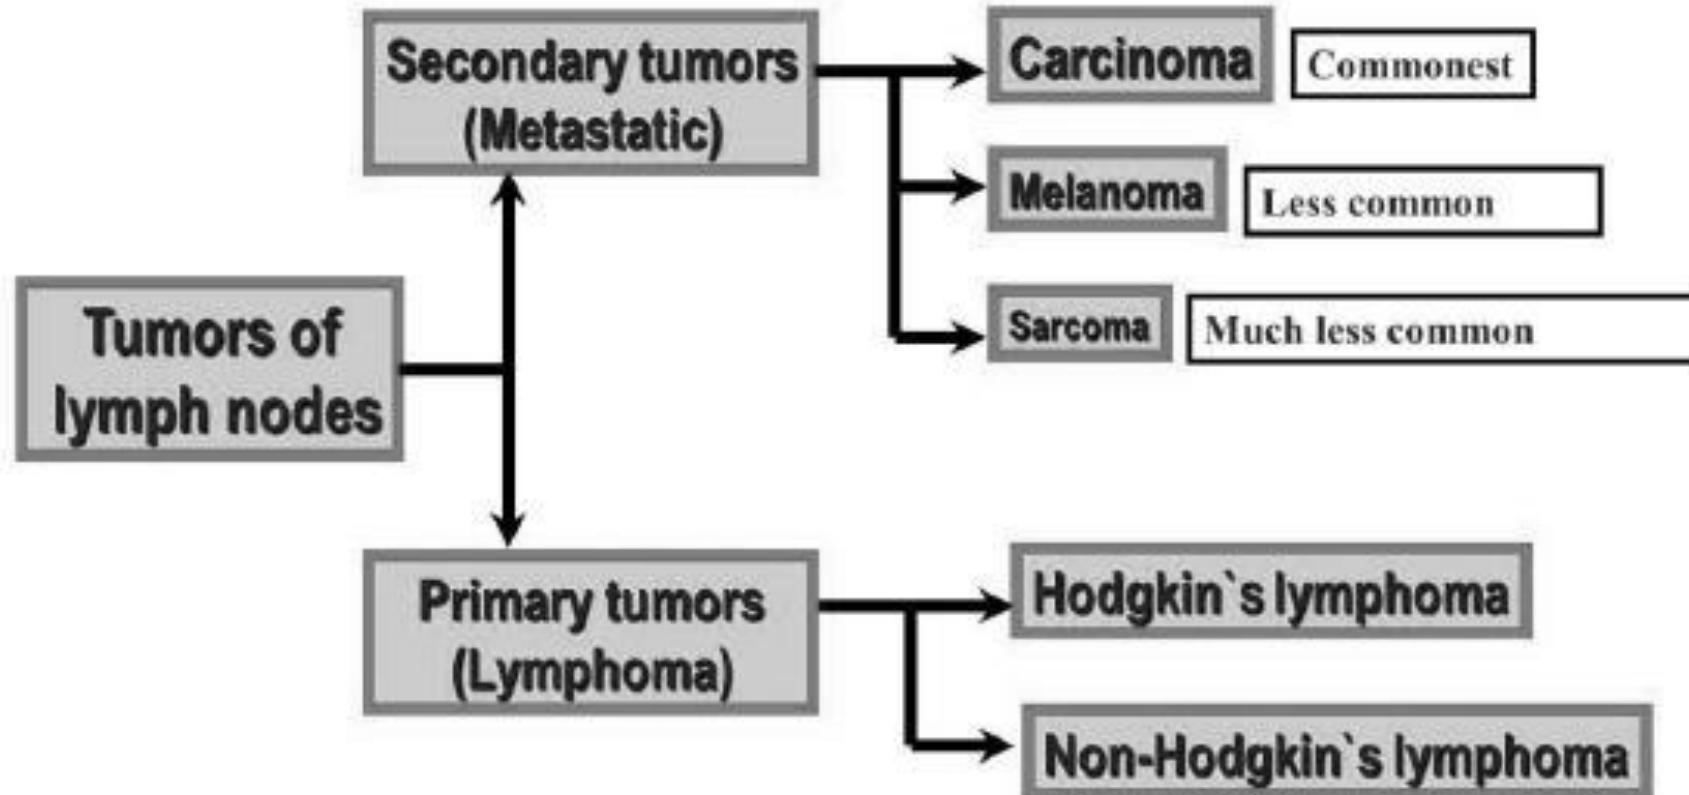 Secondary tumors
(Metastatic)
Carcinoma
Commonest
Melanoma
Less common
Sarcoma
Much less common
Tumors of
lymph nodes
Primary tumors
(Lymphoma)
Hodgkin`s lymphoma
Non-Hodgkin`s lymphoma